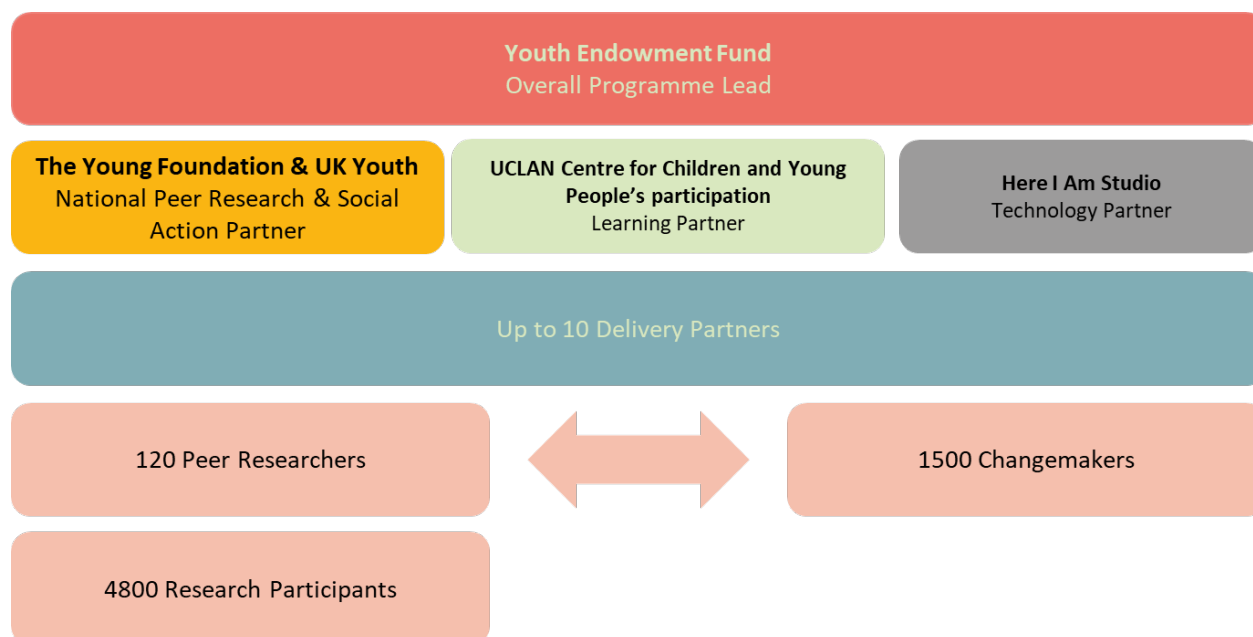 Youth Endowment Fund
Overall Programme Lead
The Young Foundation & UK Youth
National Peer Research & Social
Action Partner
UCLAN Centre for Children and Young
People’s participation
Learning Partner
Here I Am Studio
Technology Partner
Up to 10 Delivery Partners
120 Peer Researchers
1500 Changemakers
4800 Research Participants